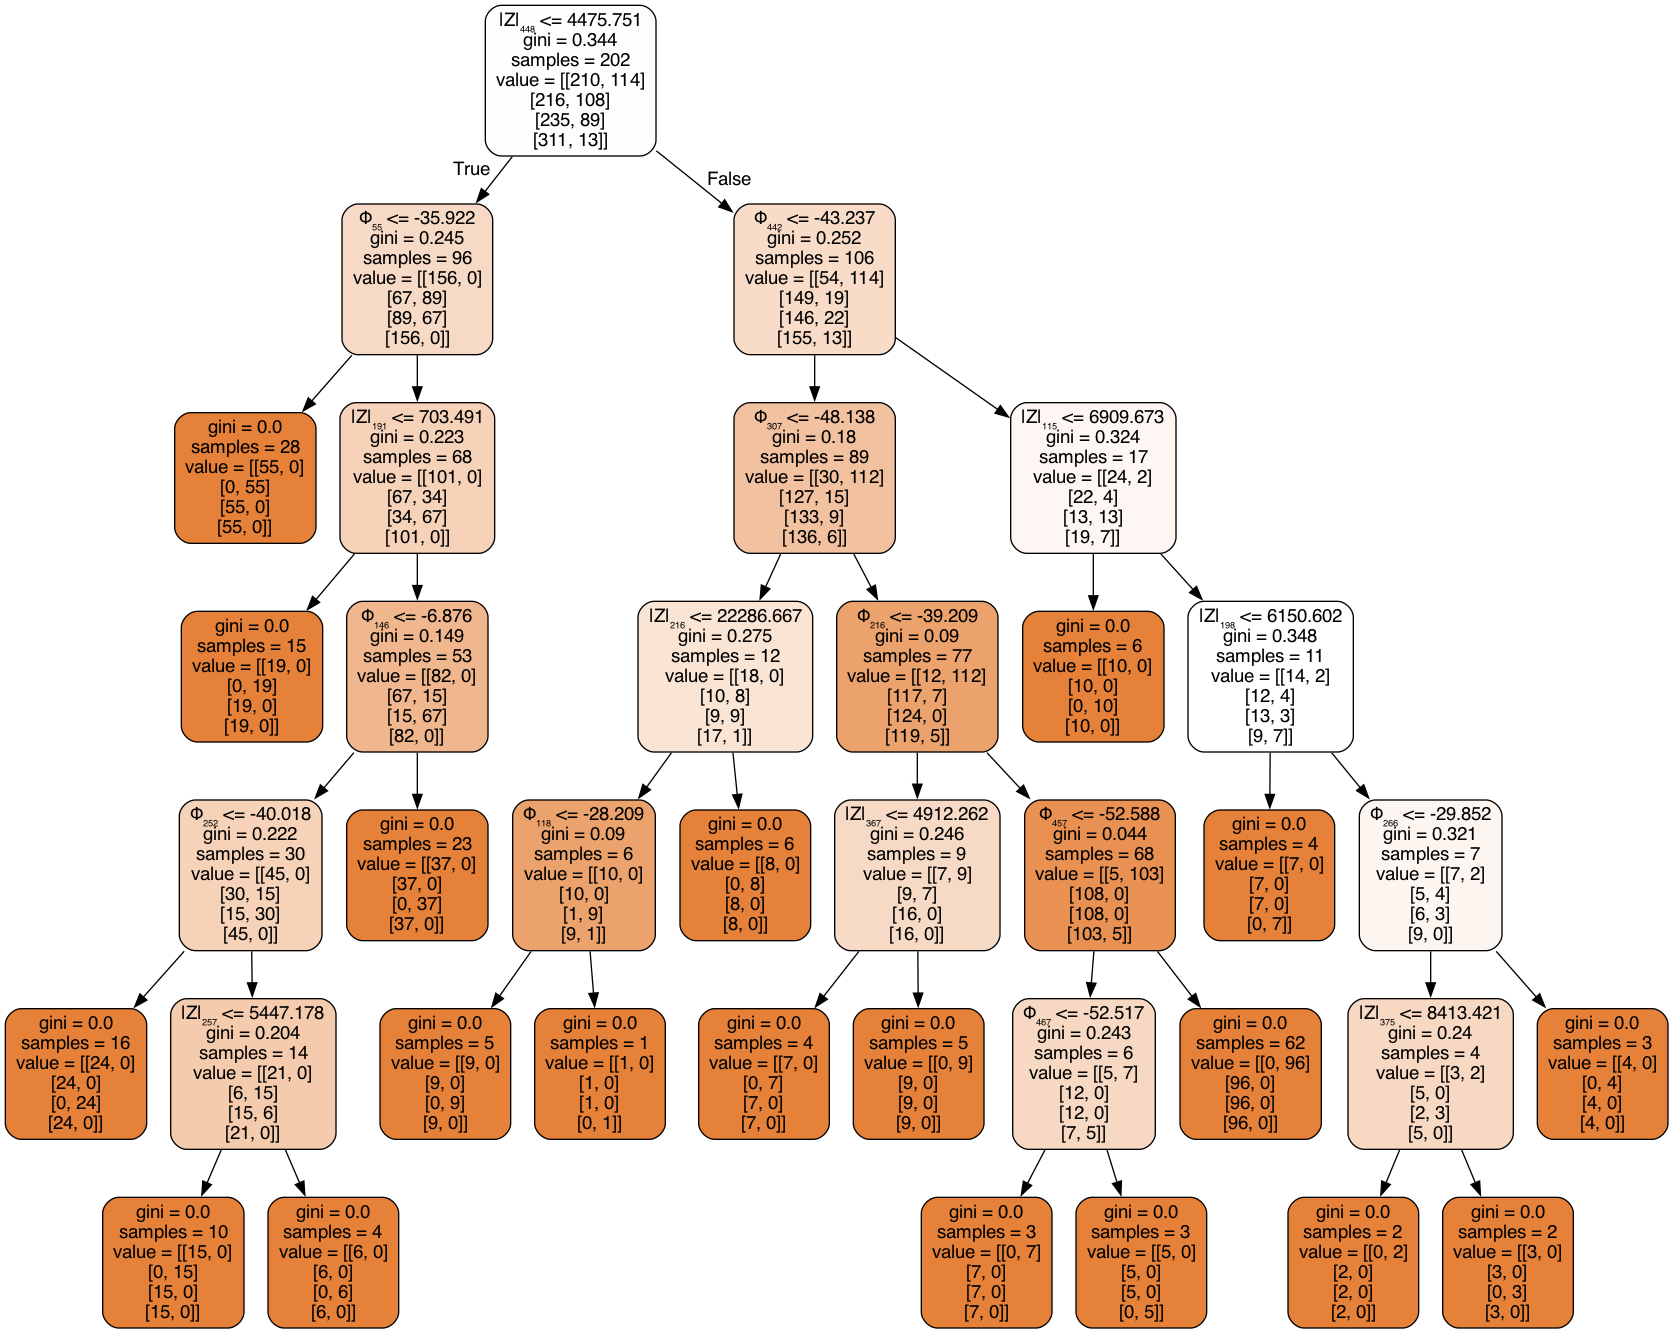 |Z|₄₄₈ <= 4475.751
gini = 0.344
samples = 202
value = [[210, 114]
[216, 108]
[235, 89]
[311, 13]]
True
False
Φ₅₅ <= -35.922
gini = 0.245
samples = 96
value = [[156, 0]
[67, 89]
[89, 67]
[156, 0]]
Φ₄₄₂ <= -43.237
gini = 0.252
samples = 106
value = [[54, 114]
[149, 19]
[146, 22]
[155, 13]]
gini = 0.0
samples = 28
value = [[55, 0]
[0, 55]
[55, 0]
[55, 0]]
|Z|₁₉₁ <= 703.491
gini = 0.223
samples = 68
value = [[101, 0]
[67, 34]
[34, 67]
[101, 0]]
Φ₃₀₇ <= -48.138
gini = 0.18
samples = 89
value = [[30, 112]
[127, 15]
[133, 9]
[136, 6]]
|Z|₁₁₅ <= 6909.673
gini = 0.324
samples = 17
value = [[24, 2]
[22, 4]
[13, 13]
[19, 7]]
gini = 0.0
samples = 15
value = [[19, 0]
[0, 19]
[19, 0]
[19, 0]]
Φ₁₄₆ <= -6.876
gini = 0.149
samples = 53
value = [[82, 0]
[67, 15]
[15, 67]
[82, 0]]
|Z|₂₁₆ <= 22286.667
gini = 0.275
samples = 12
value = [[18, 0]
[10, 8]
[9, 9]
[17, 1]]
Φ₂₁₆ <= -39.209
gini = 0.09
samples = 77
value = [[12, 112]
[117, 7]
[124, 0]
[119, 5]]
gini = 0.0
samples = 6
value = [[10, 0]
[10, 0]
[0, 10]
[10, 0]]
|Z|₁₉₈ <= 6150.602
gini = 0.348
samples = 11
value = [[14, 2]
[12, 4]
[13, 3]
[9, 7]]
Φ₂₅₂ <= -40.018
gini = 0.222
samples = 30
value = [[45, 0]
[30, 15]
[15, 30]
[45, 0]]
gini = 0.0
samples = 23
value = [[37, 0]
[37, 0]
[0, 37]
[37, 0]]
Φ₁₁₈ <= -28.209
gini = 0.09
samples = 6
value = [[10, 0]
[10, 0]
[1, 9]
[9, 1]]
gini = 0.0
samples = 6
value = [[8, 0]
[0, 8]
[8, 0]
[8, 0]]
|Z|₃₆₇ <= 4912.262
gini = 0.246
samples = 9
value = [[7, 9]
[9, 7]
[16, 0]
[16, 0]]
Φ₄₅₇ <= -52.588
gini = 0.044
samples = 68
value = [[5, 103]
[108, 0]
[108, 0]
[103, 5]]
gini = 0.0
samples = 4
value = [[7, 0]
[7, 0]
[7, 0]
[0, 7]]
Φ₂₆₆ <= -29.852
gini = 0.321
samples = 7
value = [[7, 2]
[5, 4]
[6, 3]
[9, 0]]
gini = 0.0
samples = 16
value = [[24, 0]
[24, 0]
[0, 24]
[24, 0]]
|Z|₂₅₇ <= 5447.178
gini = 0.204
samples = 14
value = [[21, 0]
[6, 15]
[15, 6]
[21, 0]]
gini = 0.0
samples = 5
value = [[9, 0]
[9, 0]
[0, 9]
[9, 0]]
gini = 0.0
samples = 1
value = [[1, 0]
[1, 0]
[1, 0]
[0, 1]]
gini = 0.0
samples = 4
value = [[7, 0]
[0, 7]
[7, 0]
[7, 0]]
gini = 0.0
samples = 5
value = [[0, 9]
[9, 0]
[9, 0]
[9, 0]]
Φ₄₆₇ <= -52.517
gini = 0.243
samples = 6
value = [[5, 7]
[12, 0]
[12, 0]
[7, 5]]
gini = 0.0
samples = 62
value = [[0, 96]
[96, 0]
[96, 0]
[96, 0]]
|Z|₃₇₅ <= 8413.421
gini = 0.24
samples = 4
value = [[3, 2]
[5, 0]
[2, 3]
[5, 0]]
gini = 0.0
samples = 3
value = [[4, 0]
[0, 4]
[4, 0]
[4, 0]]
gini = 0.0
samples = 10
value = [[15, 0]
[0, 15]
[15, 0]
[15, 0]]
gini = 0.0
samples = 4
value = [[6, 0]
[6, 0]
[0, 6]
[6, 0]]
gini = 0.0
samples = 3
value = [[0, 7]
[7, 0]
[7, 0]
[7, 0]]
gini = 0.0
samples = 3
value = [[5, 0]
[5, 0]
[5, 0]
[0, 5]]
gini = 0.0
samples = 2
value = [[0, 2]
[2, 0]
[2, 0]
[2, 0]]
gini = 0.0
samples = 2
value = [[3, 0]
[3, 0]
[0, 3]
[3, 0]]